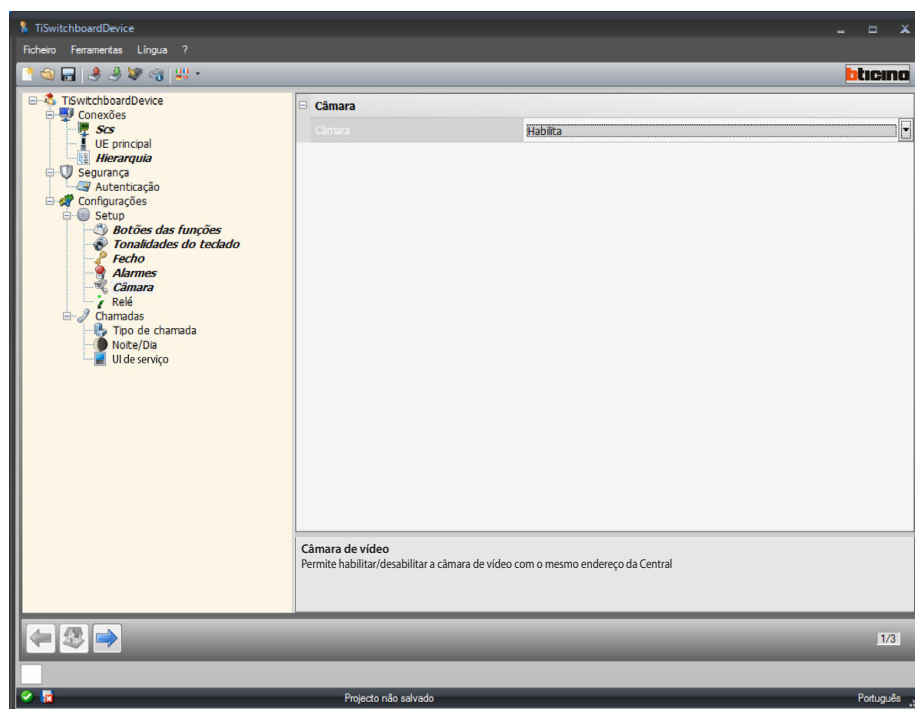 TiSwitchboardDevice
Ficheiro Ferramentas Língua ?
bticino
TiSwitchboardDevice
Conexões
Scs
UE principal
Hierarquia
Segurança
Autenticação
Configurações
Setup
Botões das funções
Tonalidades do teclado
Fecho
Alarmes
Câmara
Relé
Chamadas
Tipo de chamada
Noite/Dia
UI de serviço
Câmara
Câmara Habilita
Câmara de vídeo
Permite habilitar/desabilitar a câmara de vídeo com o mesmo endereço da Central
1/3
Projecto não salvado Português